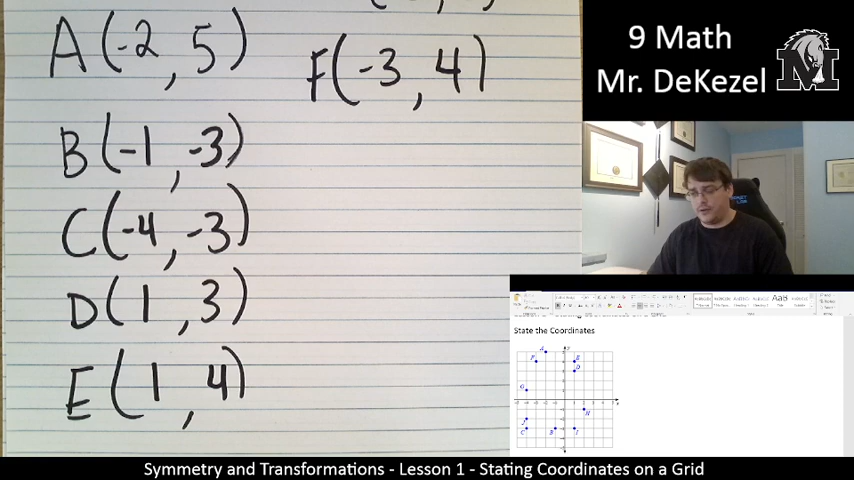 A(-2, 5)
B(-1, -3)
C(-4, -3)
D(1, 3)
E(1, 4)
F(-3, 4)
9 Math
Mr. DeKezel
M
State the Coordinates
A
F
E
D
G
H
J
C
B
I
Symmetry and Transformations - Lesson 1 - Stating Coordinates on a Grid